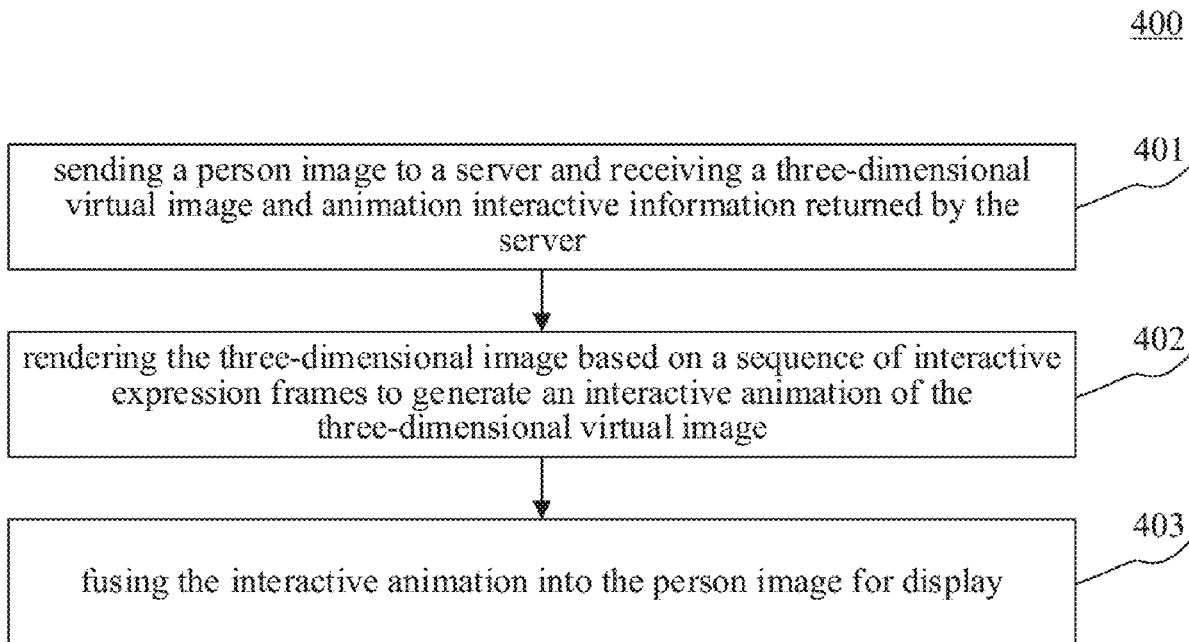 400
401
sending a person image to a server and receiving a three-dimensional
virtual image and animation interactive information returned by the
server
402
rendering the three-dimensional image based on a sequence of interactive
expression frames to generate an interactive animation of the
three-dimensional virtual image
403
fusing the interactive animation into the person image for display